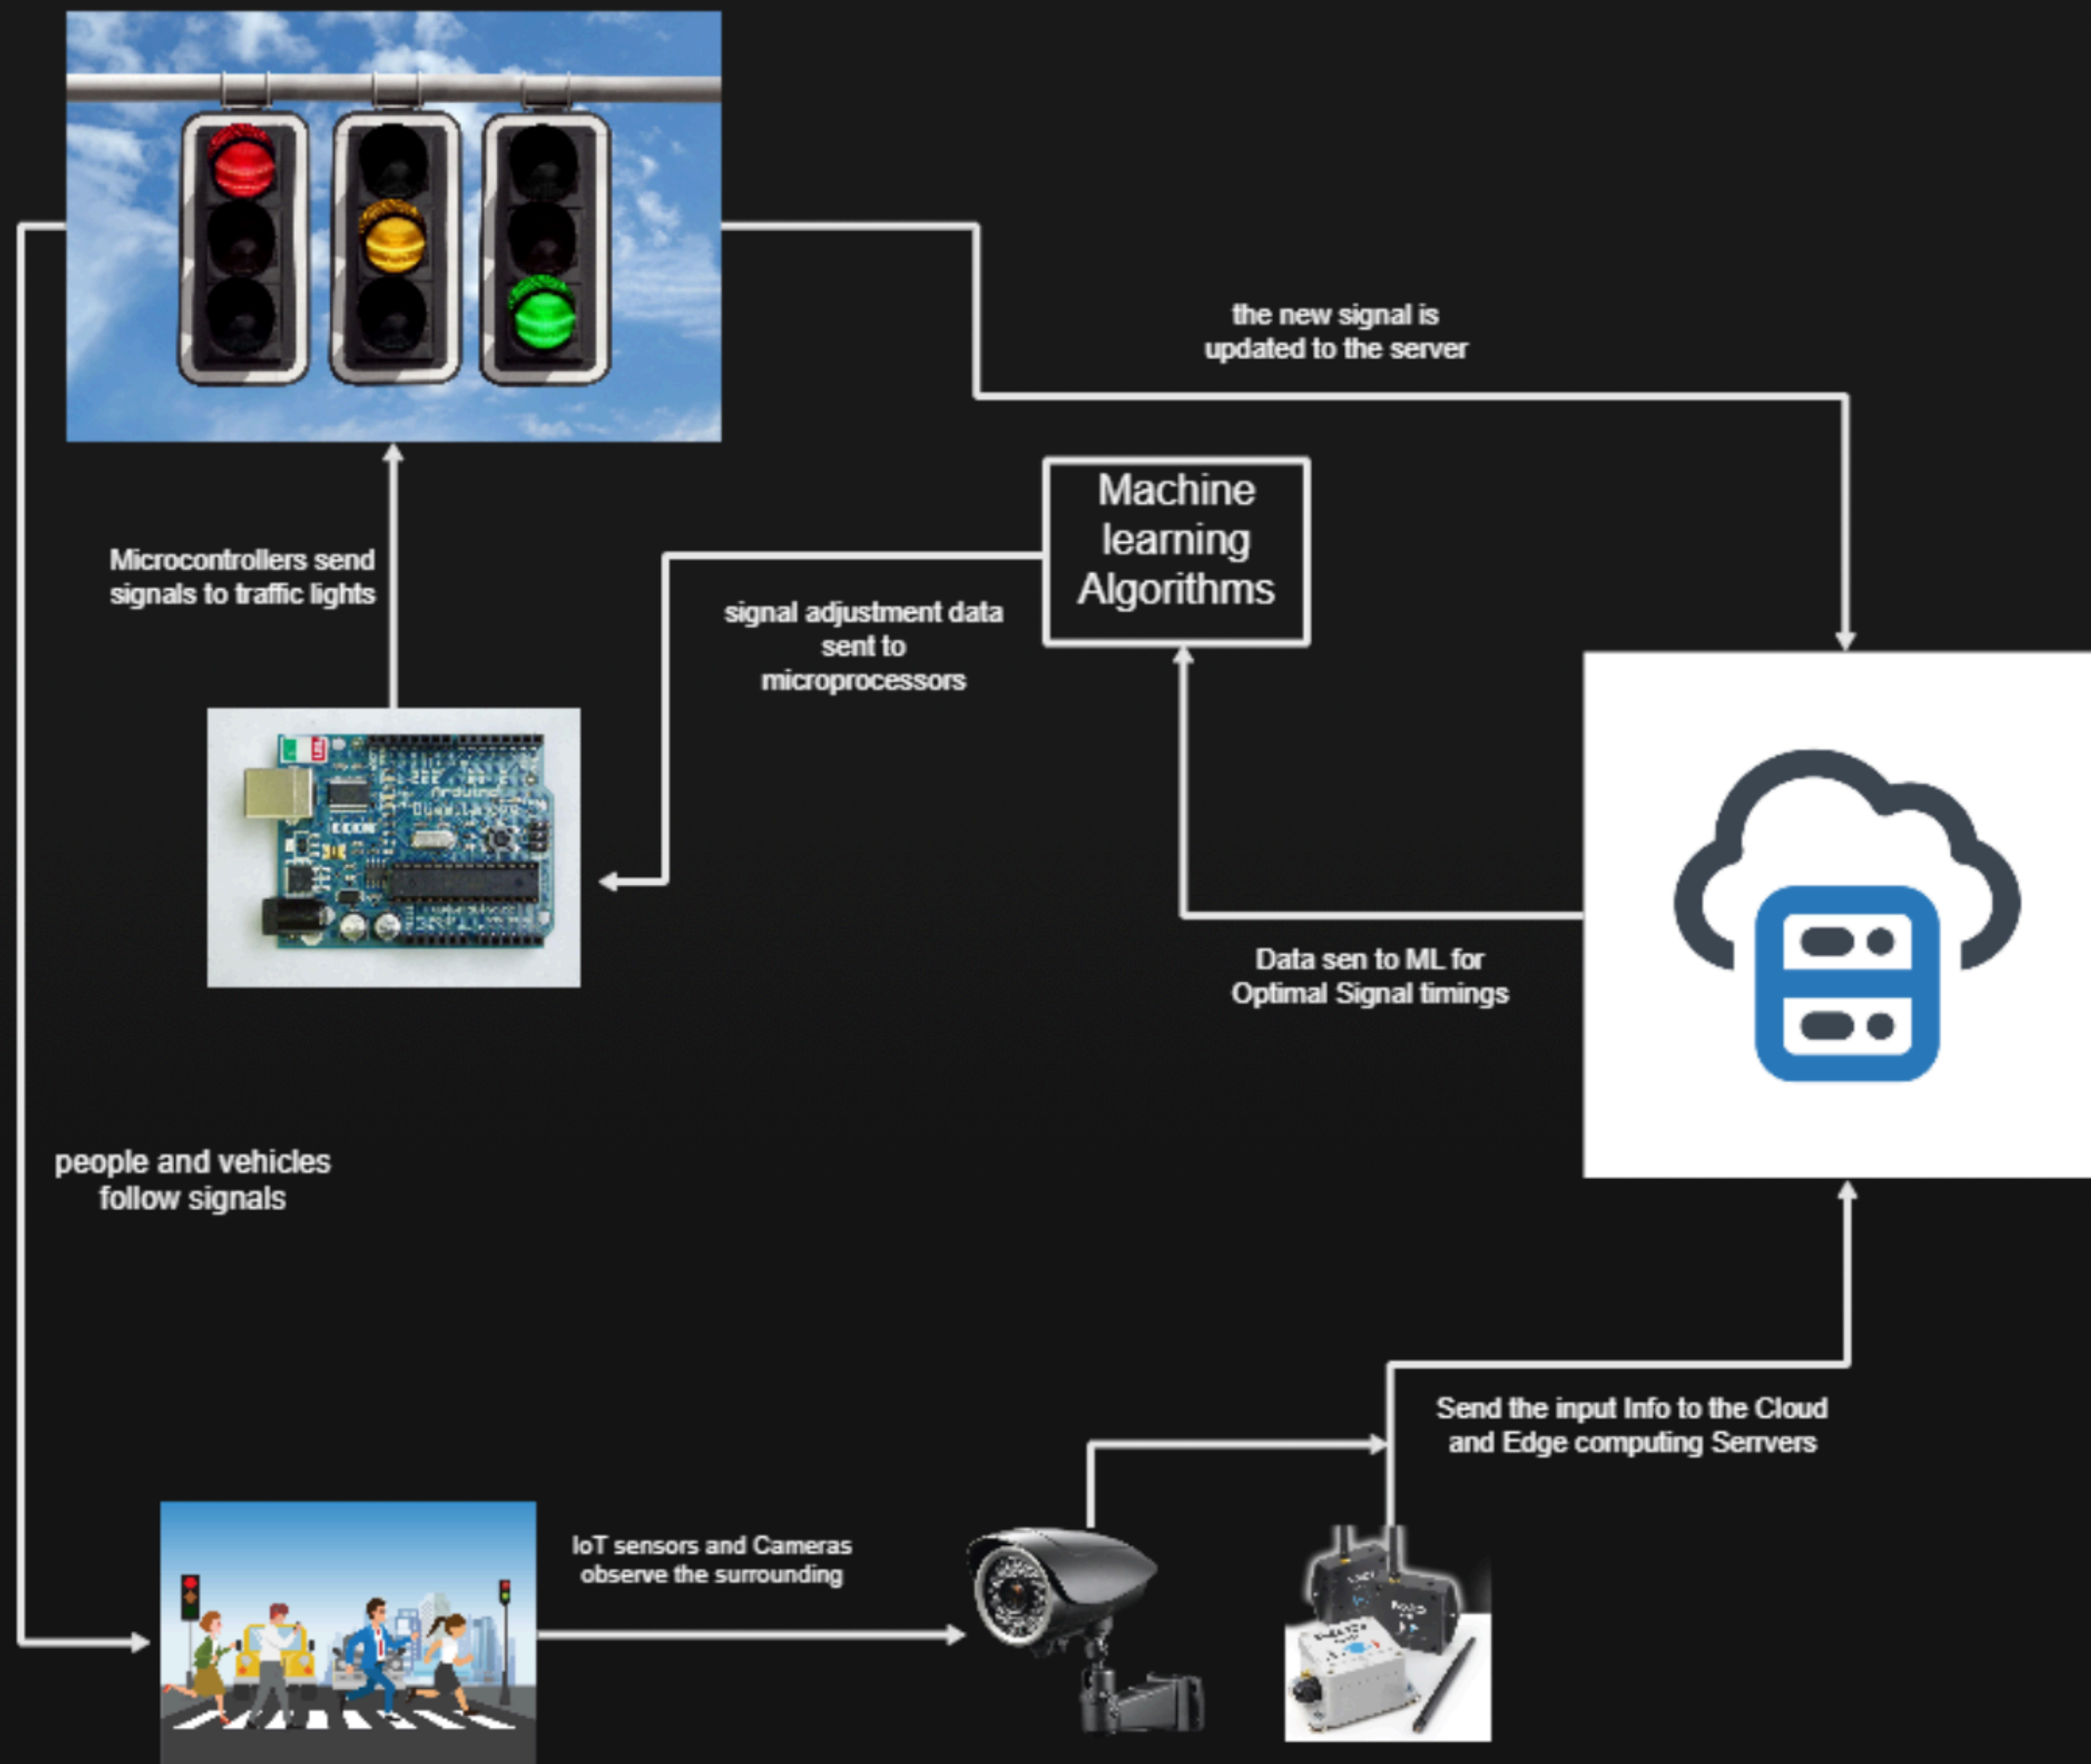 the new signal is
updated to the server
Machine
learning
Algorithms
Microcontrollers send
signals to traffic lights
signal adjustment data
sent to
microprocessors
Arduino
Data sen to ML for
Optimal Signal timings
people and vehicles
follow signals
Send the input Info to the Cloud
and Edge computing Serrvers
IoT sensors and Cameras
observe the surrounding